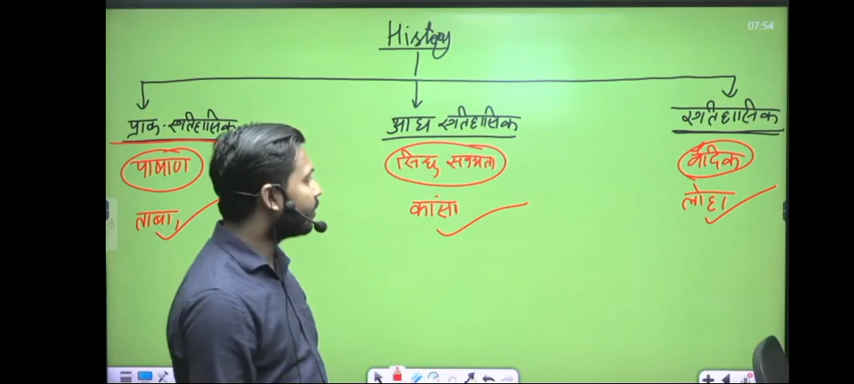 History
07:54
प्राक-ऐतिहासिक
आद्य ऐतिहासिक
ऐतिहासिक
पाषाण
सिन्धु सभ्यता
वैदिक
ताबा,
कांसा
लोहा